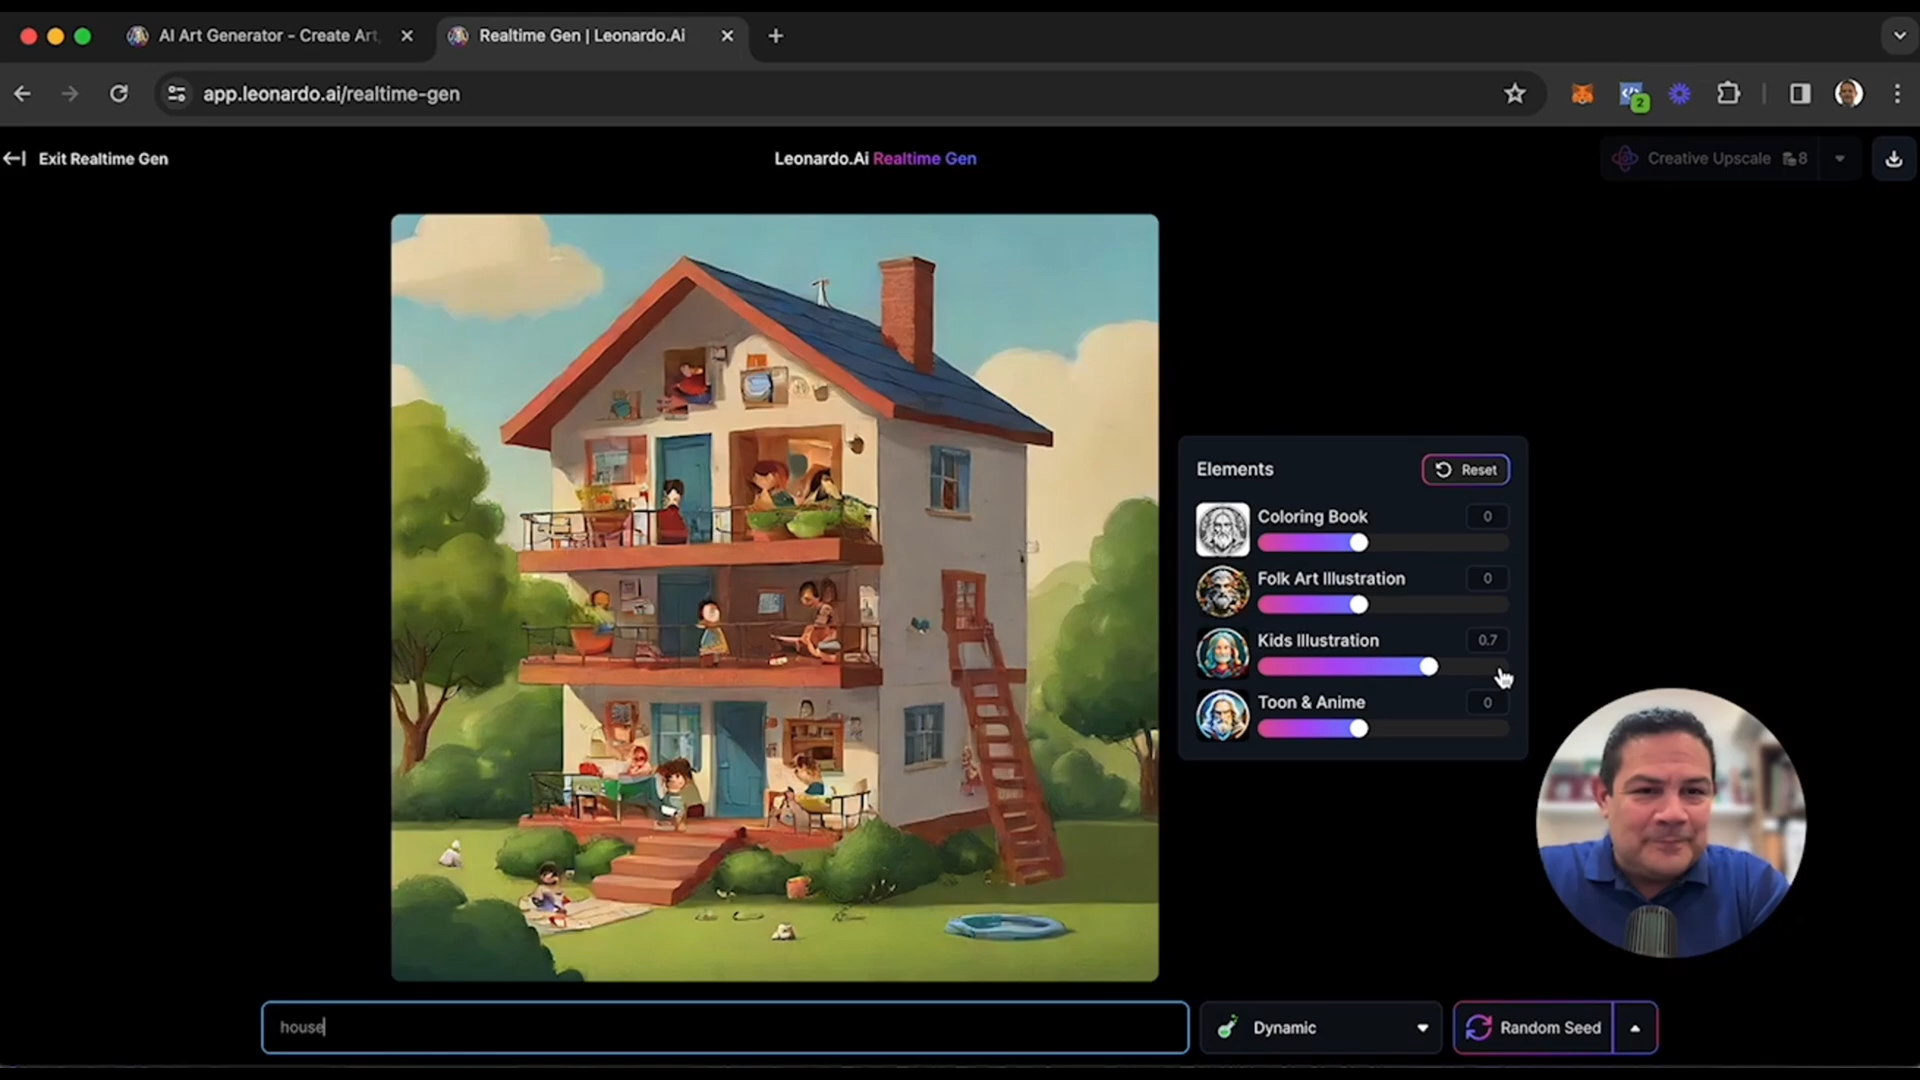 AI Art Generator - Create Art,
Realtime Gen | Leonardo.Ai
app.leonardo.ai/realtime-gen
2
Exit Realtime Gen
Leonardo.Ai Realtime Gen
Creative Upscale 8
Elements
Reset
Coloring Book 0
Folk Art Illustration 0
Kids Illustration 0.7
Toon & Anime 0
house
Dynamic
Random Seed